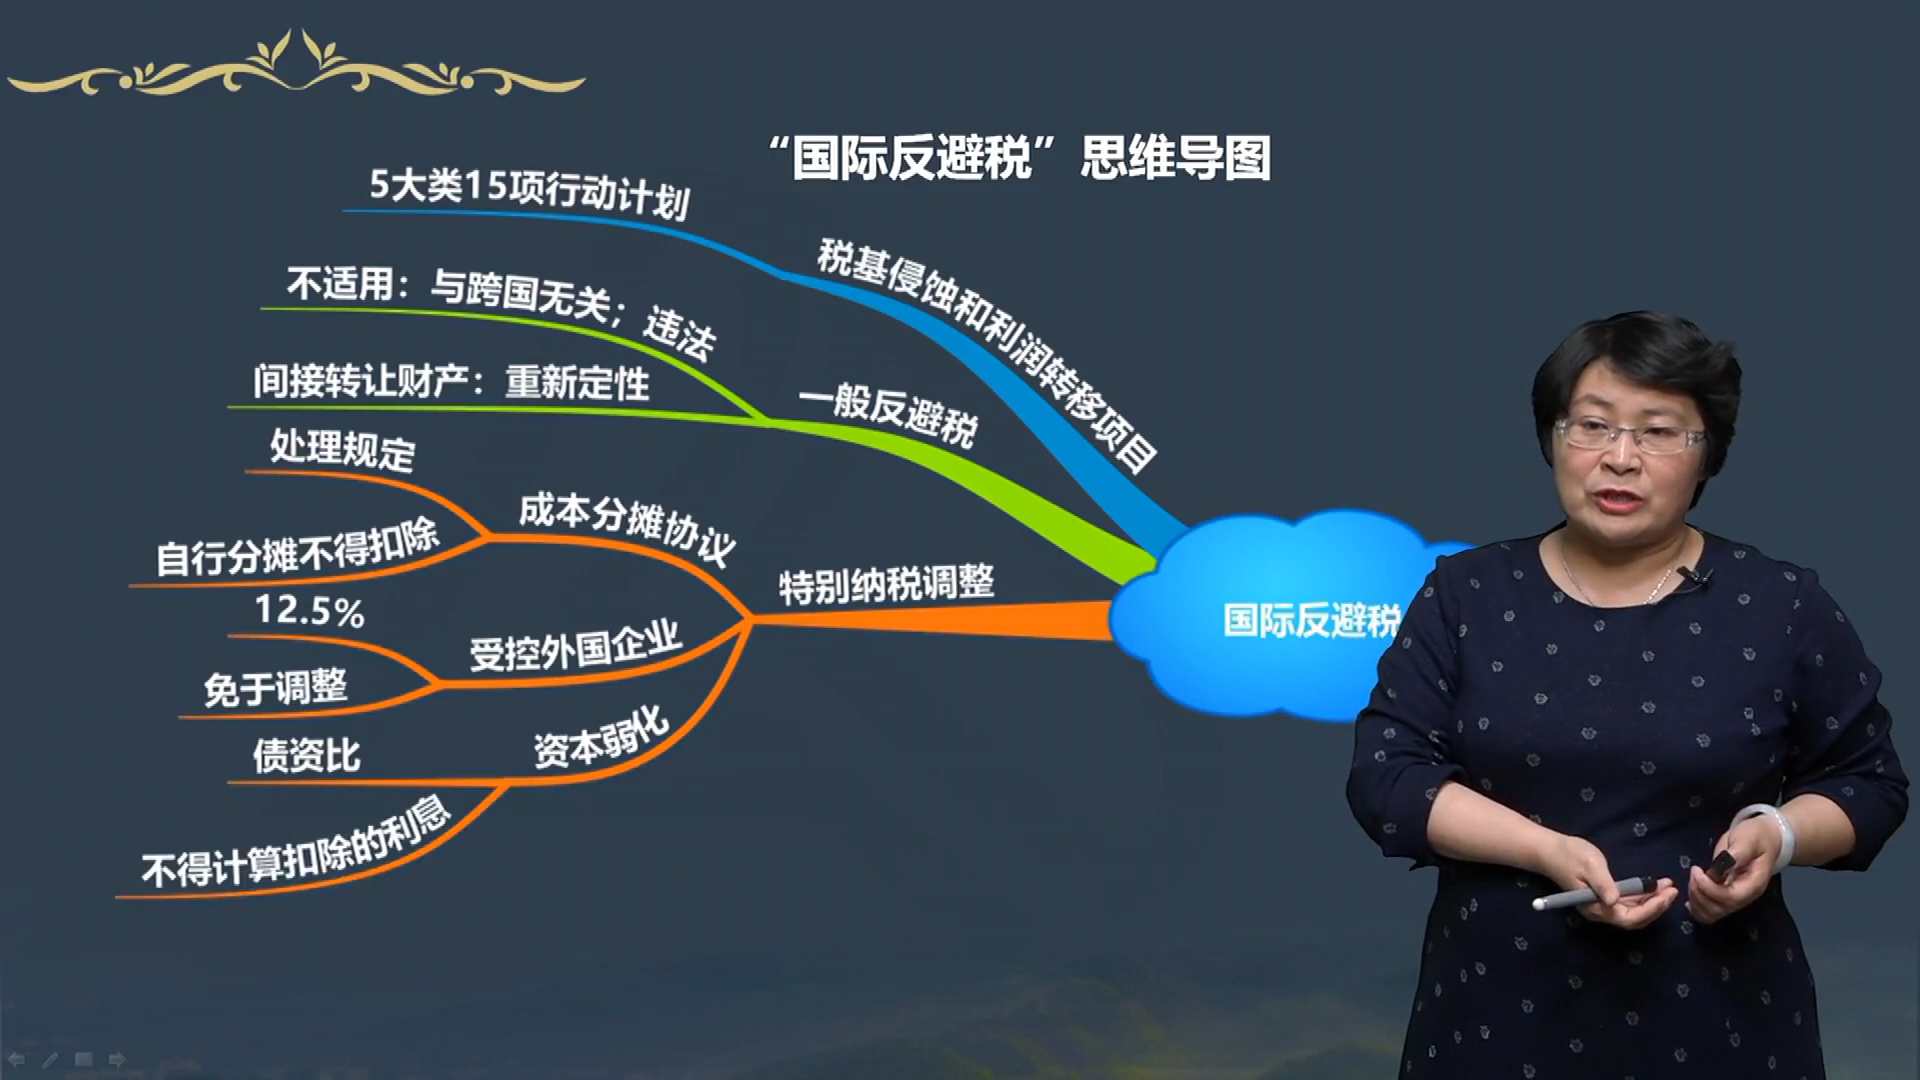 “国际反避税”思维导图
5大类15项行动计划
税基侵蚀和利润转移项目
不适用：与跨国无关；违法
间接转让财产：重新定性
一般反避税
处理规定
自行分摊不得扣除
成本分摊协议
特别纳税调整
12.5%
免于调整
受控外国企业
债资比
不得计算扣除的利息
资本弱化
国际反避税